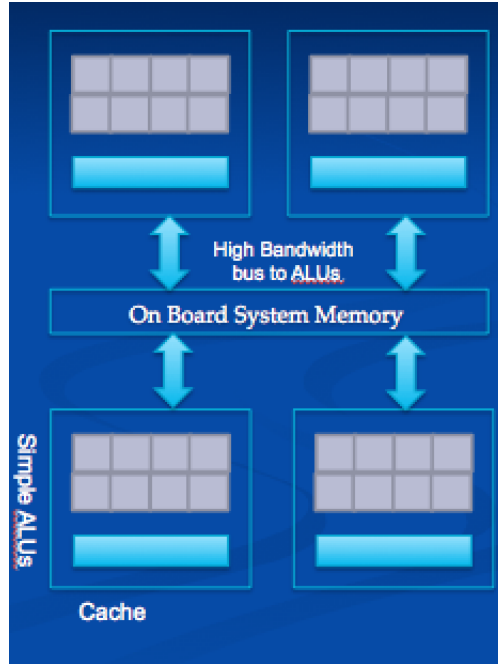 High Bandwidth
bus to ALUs
On Board System Memory
Simple ALUs
Cache